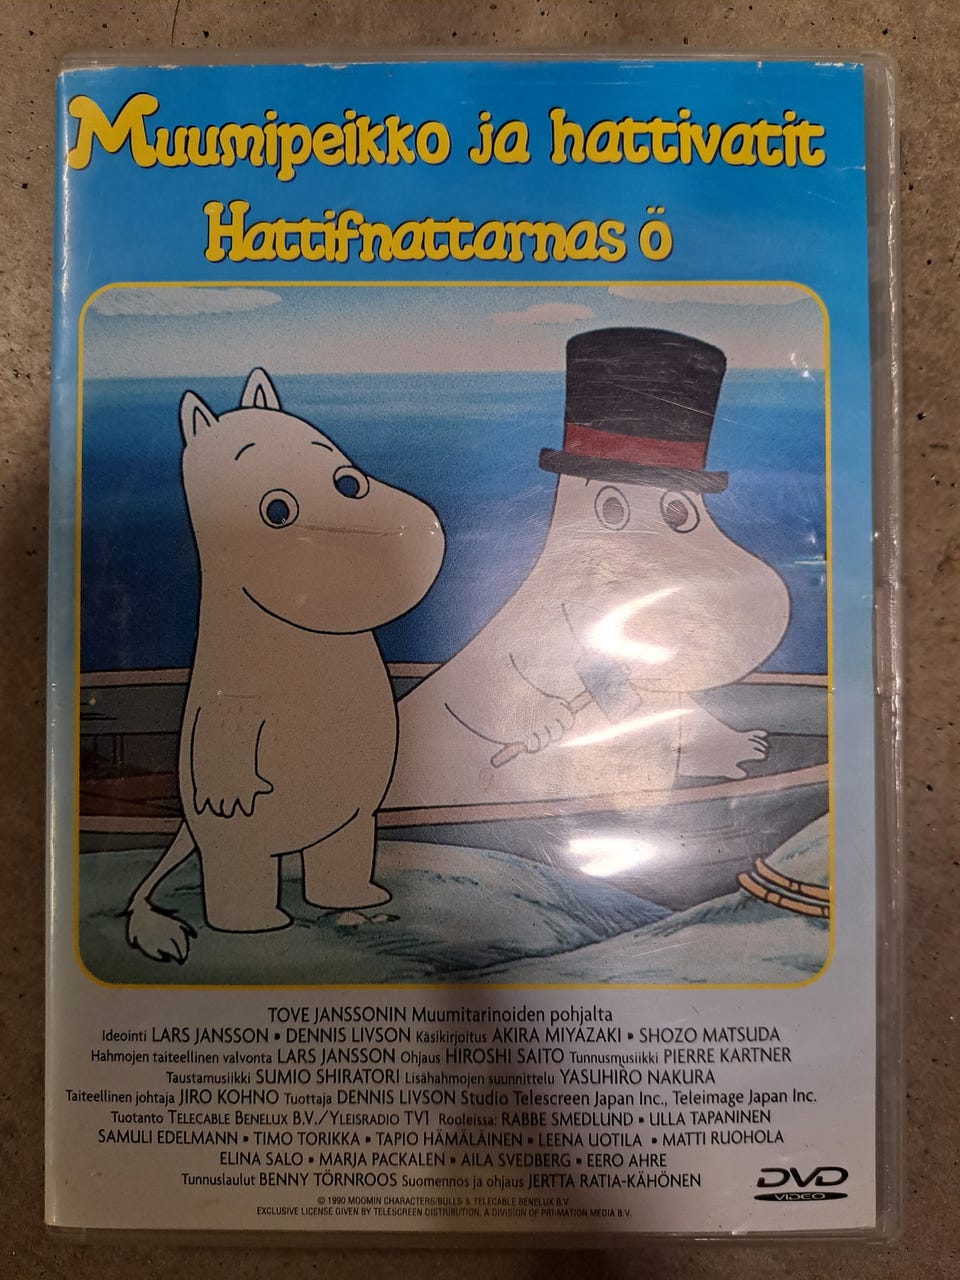 Muumipeikko ja hattivatit
Hattifnattarnas ö
TOVE JANSSONIN Muumitarinoiden pohjalta
Ideointi LARS JANSSON • DENNIS LIVSON Käsikirjoitus AKIRA MIYAZAKI • SHOZO MATSUDA
Hahmojen taiteellinen valvonta LARS JANSSON Ohjaus HIROSHI SAITO Tunnusmusiikki PIERRE KARTNER
Taustamusiikki SUMIO SHIRATORI Lisähahmojen suunnittelu YASUHIRO NAKURA
Taiteellinen johtaja JIRO KOHNO Tuottaja DENNIS LIVSON Studio Telescreen Japan Inc., Teleimage Japan Inc.
Tuotanto TELECABLE BENELUX B.V./YLEISRADIO TV1 Rooleissa: RABBE SMEDLUND • ULLA TAPANINEN
SAMULI EDELMANN • TIMO TORIKKA • TAPIO HÄMÄLÄINEN • LEENA UOTILA • MATTI RUOHOLA
ELINA SALO • MARJA PACKALEN • AILA SVEDBERG • EERO AHRE
Tunnuslaulut BENNY TÖRNROOS Suomennos ja ohjaus JERTTA RATIA-KÄHÖNEN
© 1990 MOOMIN CHARACTERS/BULLS & TELECABLE BENELUX B.V.
EXCLUSIVE LICENSE GIVEN BY TELESCREEN DISTRIBUTION, A DIVISION OF PRI-MATION MEDIA B.V.
DVD
VIDEO